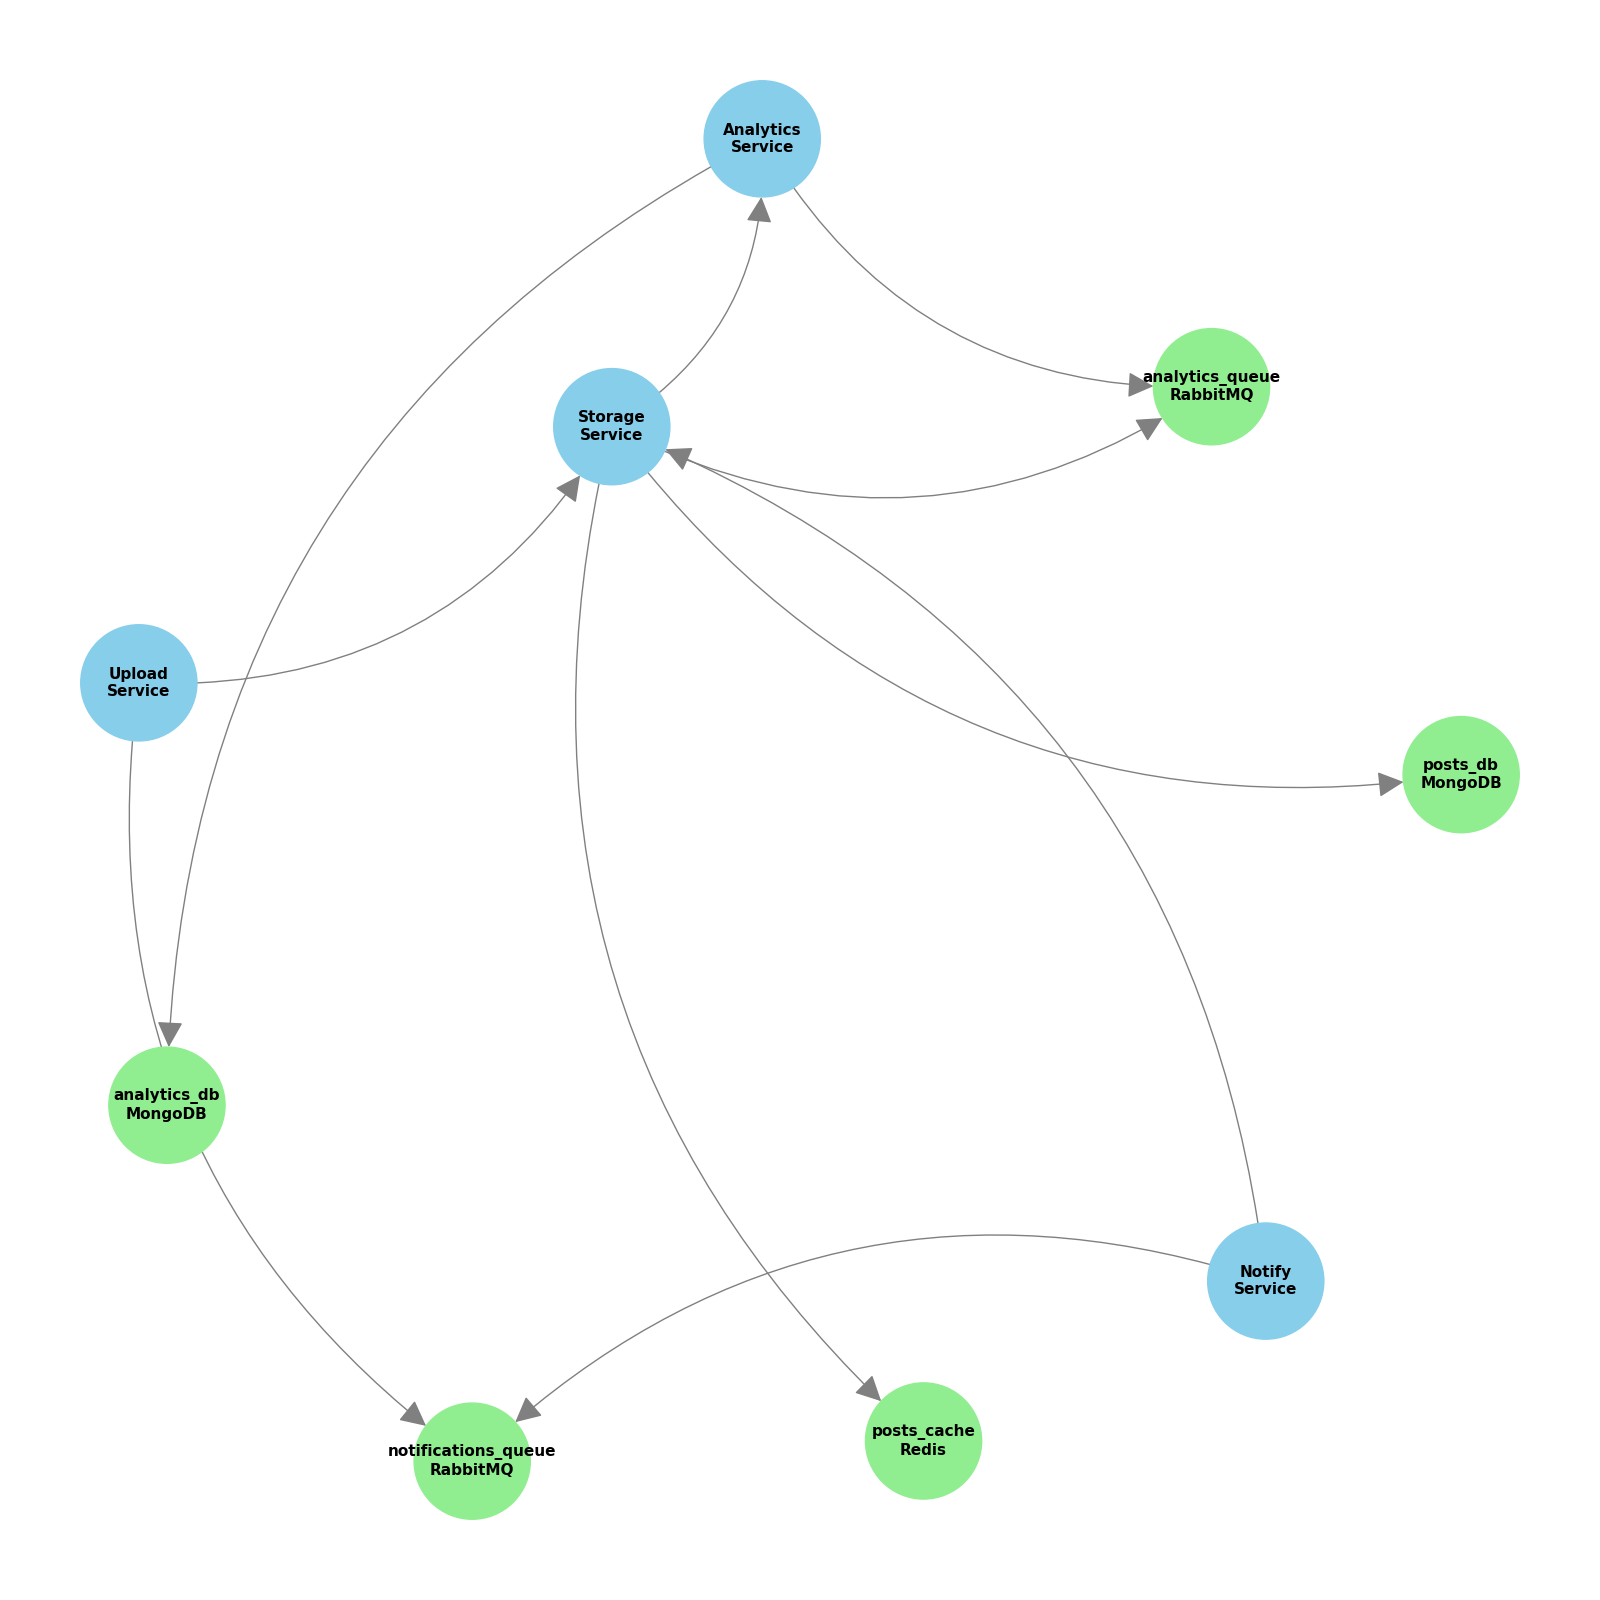 Analytics
Service
analytics_queue
RabbitMQ
Storage
Service
Upload
Service
posts_db
MongoDB
analytics_db
MongoDB
Notify
Service
posts_cache
Redis
notifications_queue
RabbitMQ